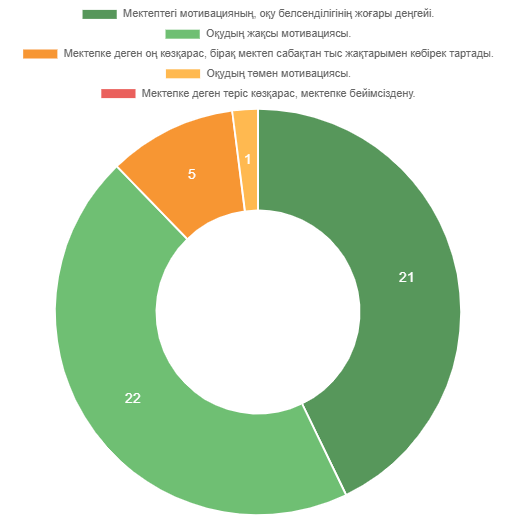 Мектептегі мотивацияның, оқу белсенділігінің жоғары деңгейі.
Оқудың жақсы мотивациясы.
Мектепке деген оң көзқарас, бірақ мектеп сабақтан тыс жақтарымен көбірек тартады.
Оқудың төмен мотивациясы.
Мектепке деген теріс көзқарас, мектепке бейімсіздену.
1
5
21
22